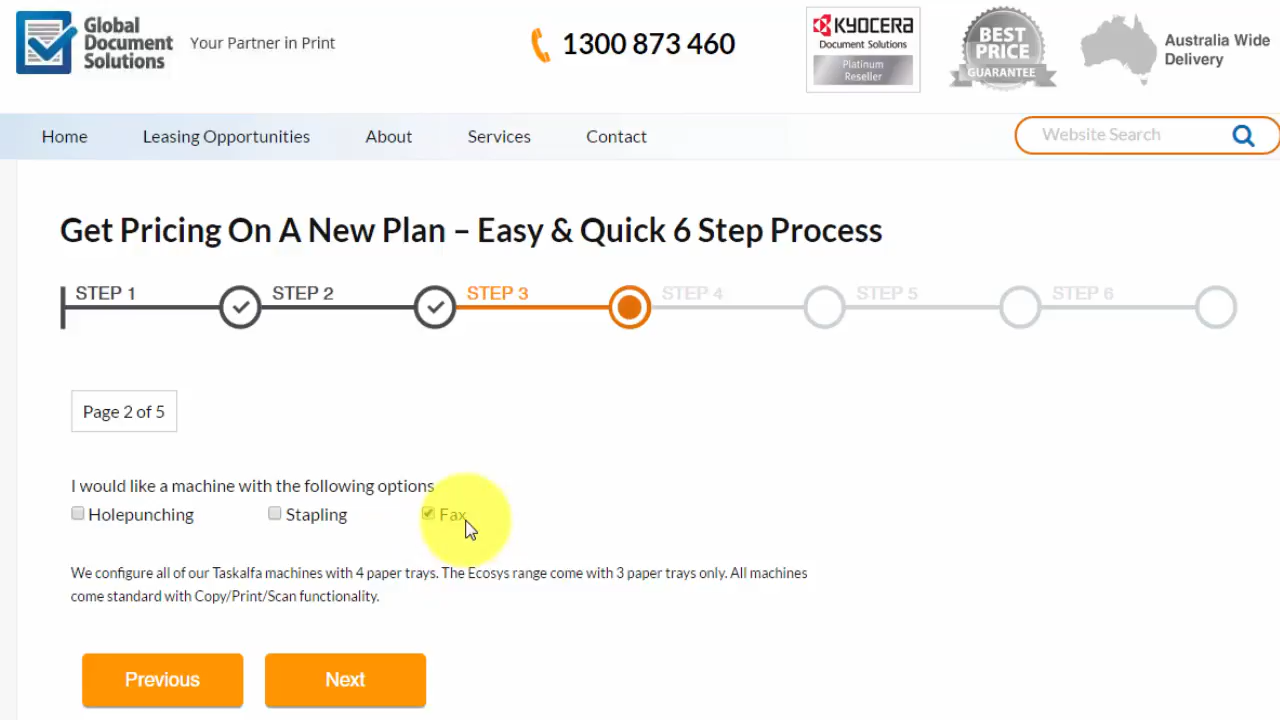 Global
Document
Solutions
Your Partner in Print
1300 873 460
KYOCERA
Document Solutions
Platinum
Reseller
BEST
PRICE
GUARANTEE
Australia Wide
Delivery
Home Leasing Opportunities About Services Contact
Website Search
Get Pricing On A New Plan – Easy & Quick 6 Step Process
STEP 1 STEP 2 STEP 3 STEP 4 STEP 5 STEP 6
Page 2 of 5
I would like a machine with the following options
Holepunching Stapling Fax
We configure all of our Taskalfa machines with 4 paper trays. The Ecosys range come with 3 paper trays only. All machines
come standard with Copy/Print/Scan functionality.
Previous Next